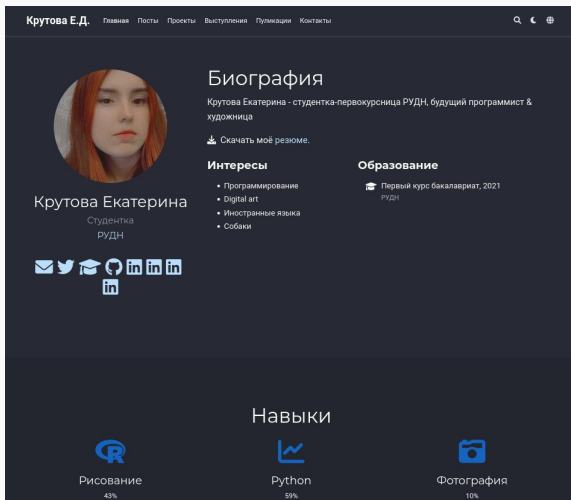 Крутова Е.Д. Главная Посты Проекты Выступления Пуликации Контакты
Биография
Крутова Екатерина - студентка-первокурсница РУДН, будущий программист &
художница
Скачать моё резюме.
Интересы
Программирование
Digital art
Иностранные языка
Собаки
Образование
Первый курс бакалавриат, 2021
РУДН
Крутова Екатерина
Студентка
РУДН
Навыки
Рисование
43%
Python
59%
Фотография
10%